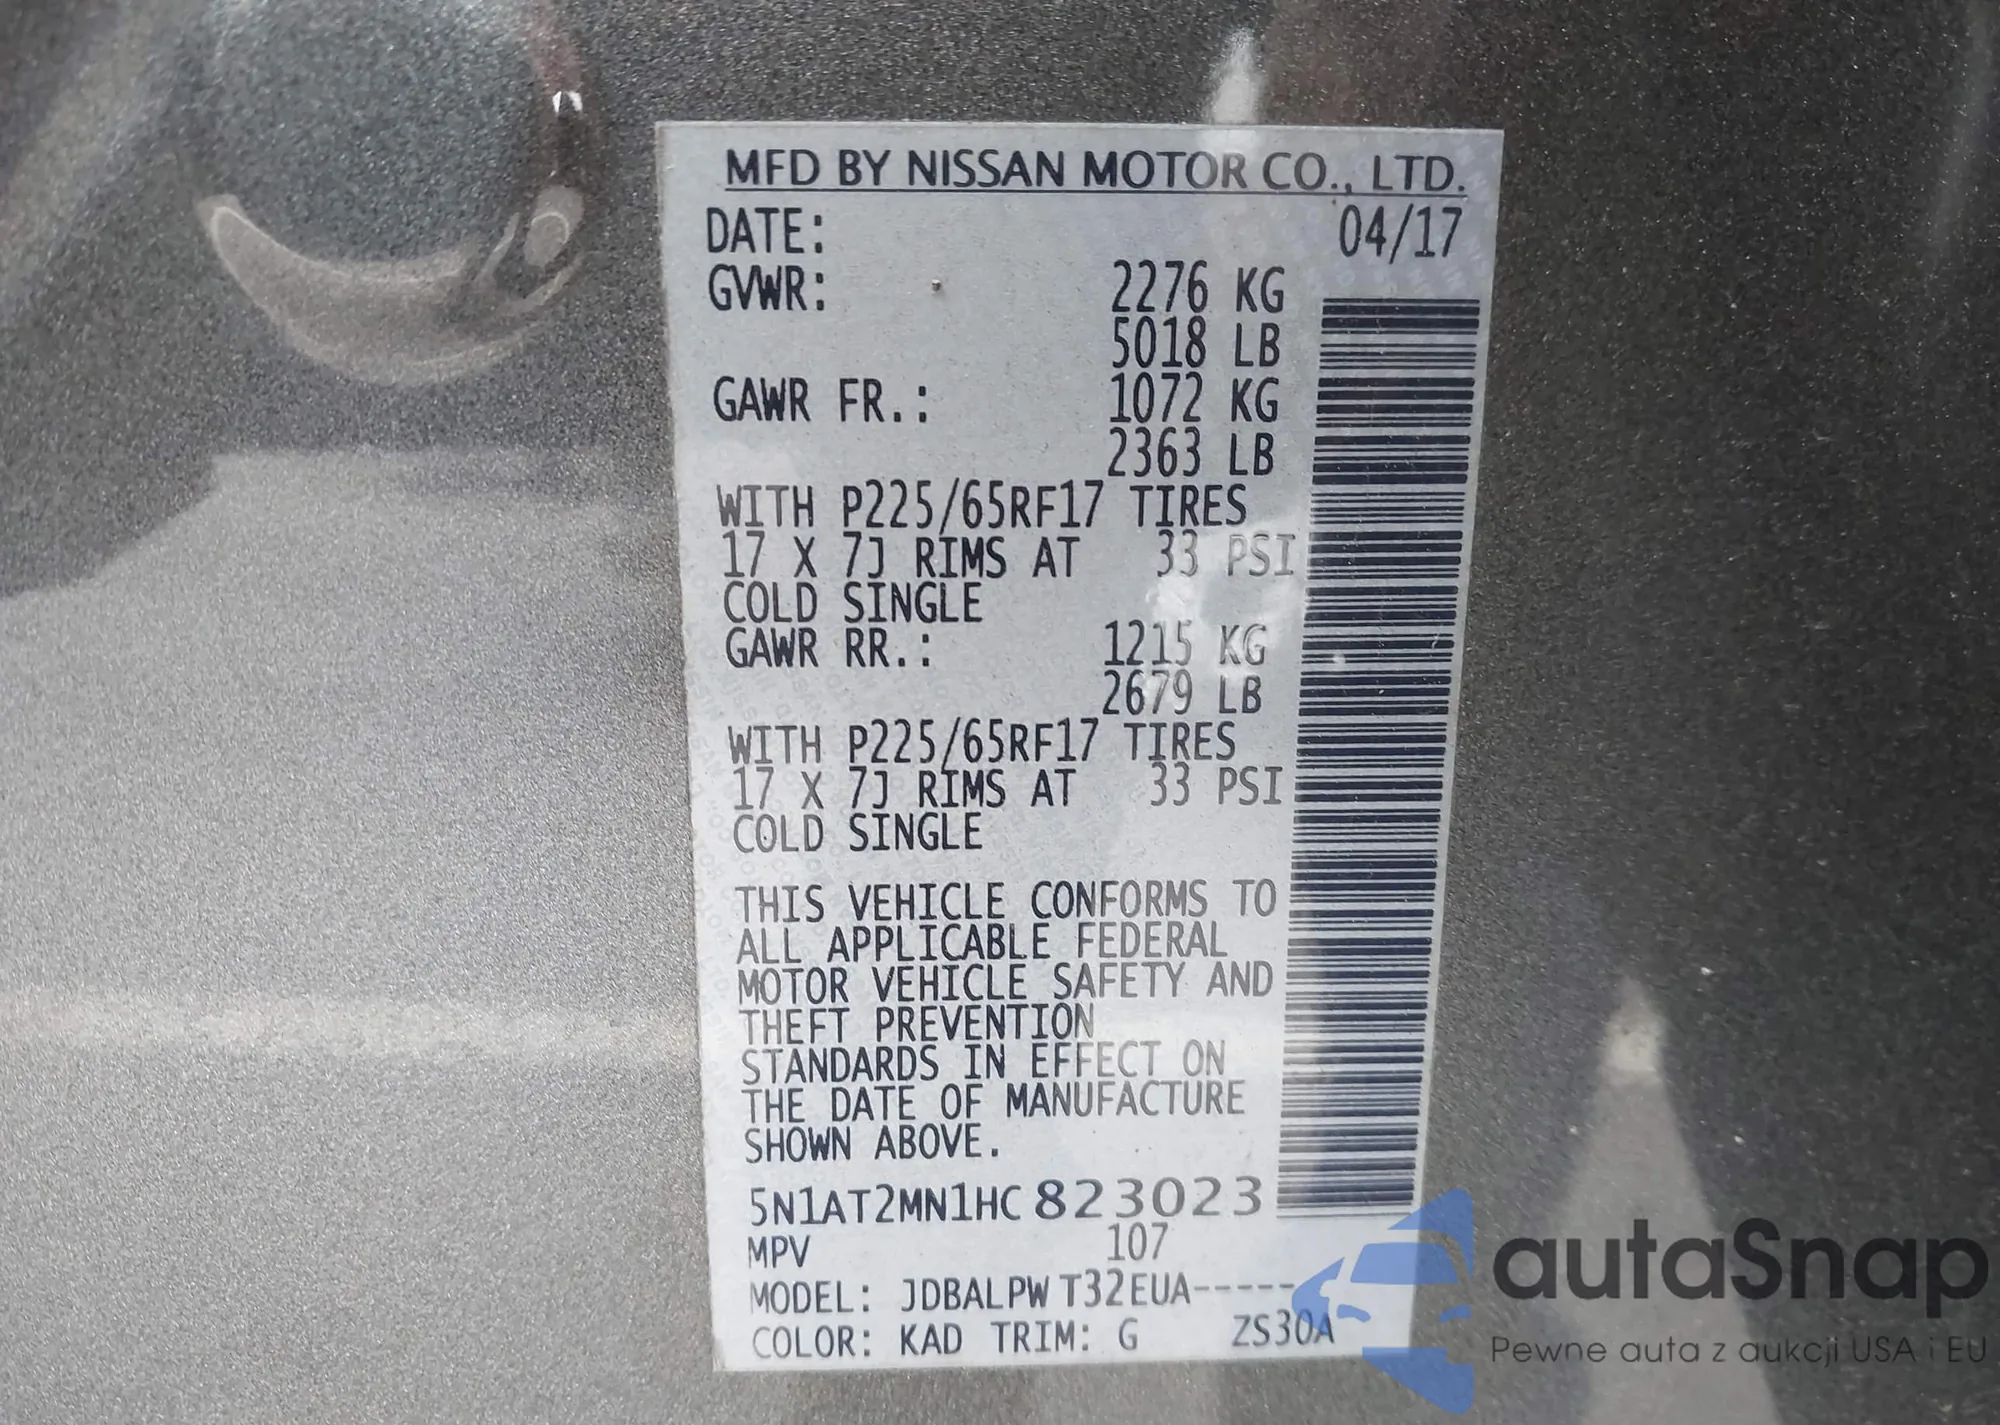 MFD BY NISSAN MOTOR CO., LTD.
DATE: 04/17
GVWR: 2276 KG
5018 LB
GAWR FR.: 1072 KG
2363 LB
WITH P225/65RF17 TIRES
17 X 7J RIMS AT 33 PSI
COLD SINGLE
GAWR RR.: 1215 KG
2679 LB
WITH P225/65RF17 TIRES
17 X 7J RIMS AT 33 PSI
COLD SINGLE
THIS VEHICLE CONFORMS TO
ALL APPLICABLE FEDERAL
MOTOR VEHICLE SAFETY AND
THEFT PREVENTION
STANDARDS IN EFFECT ON
THE DATE OF MANUFACTURE
SHOWN ABOVE.
5N1AT2MN1HC823023
MPV 107
MODEL: JDBALPW T32EUA-----
COLOR: KAD TRIM: G ZS30A
autaSnap
Pewne auta z aukcji USA i EU